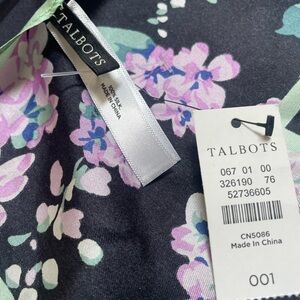 TALBOTS
100% SILK
MADE IN CHINA
TALBOTS
067 01 00
326190 76
52736605
CN5086
Made In China
001